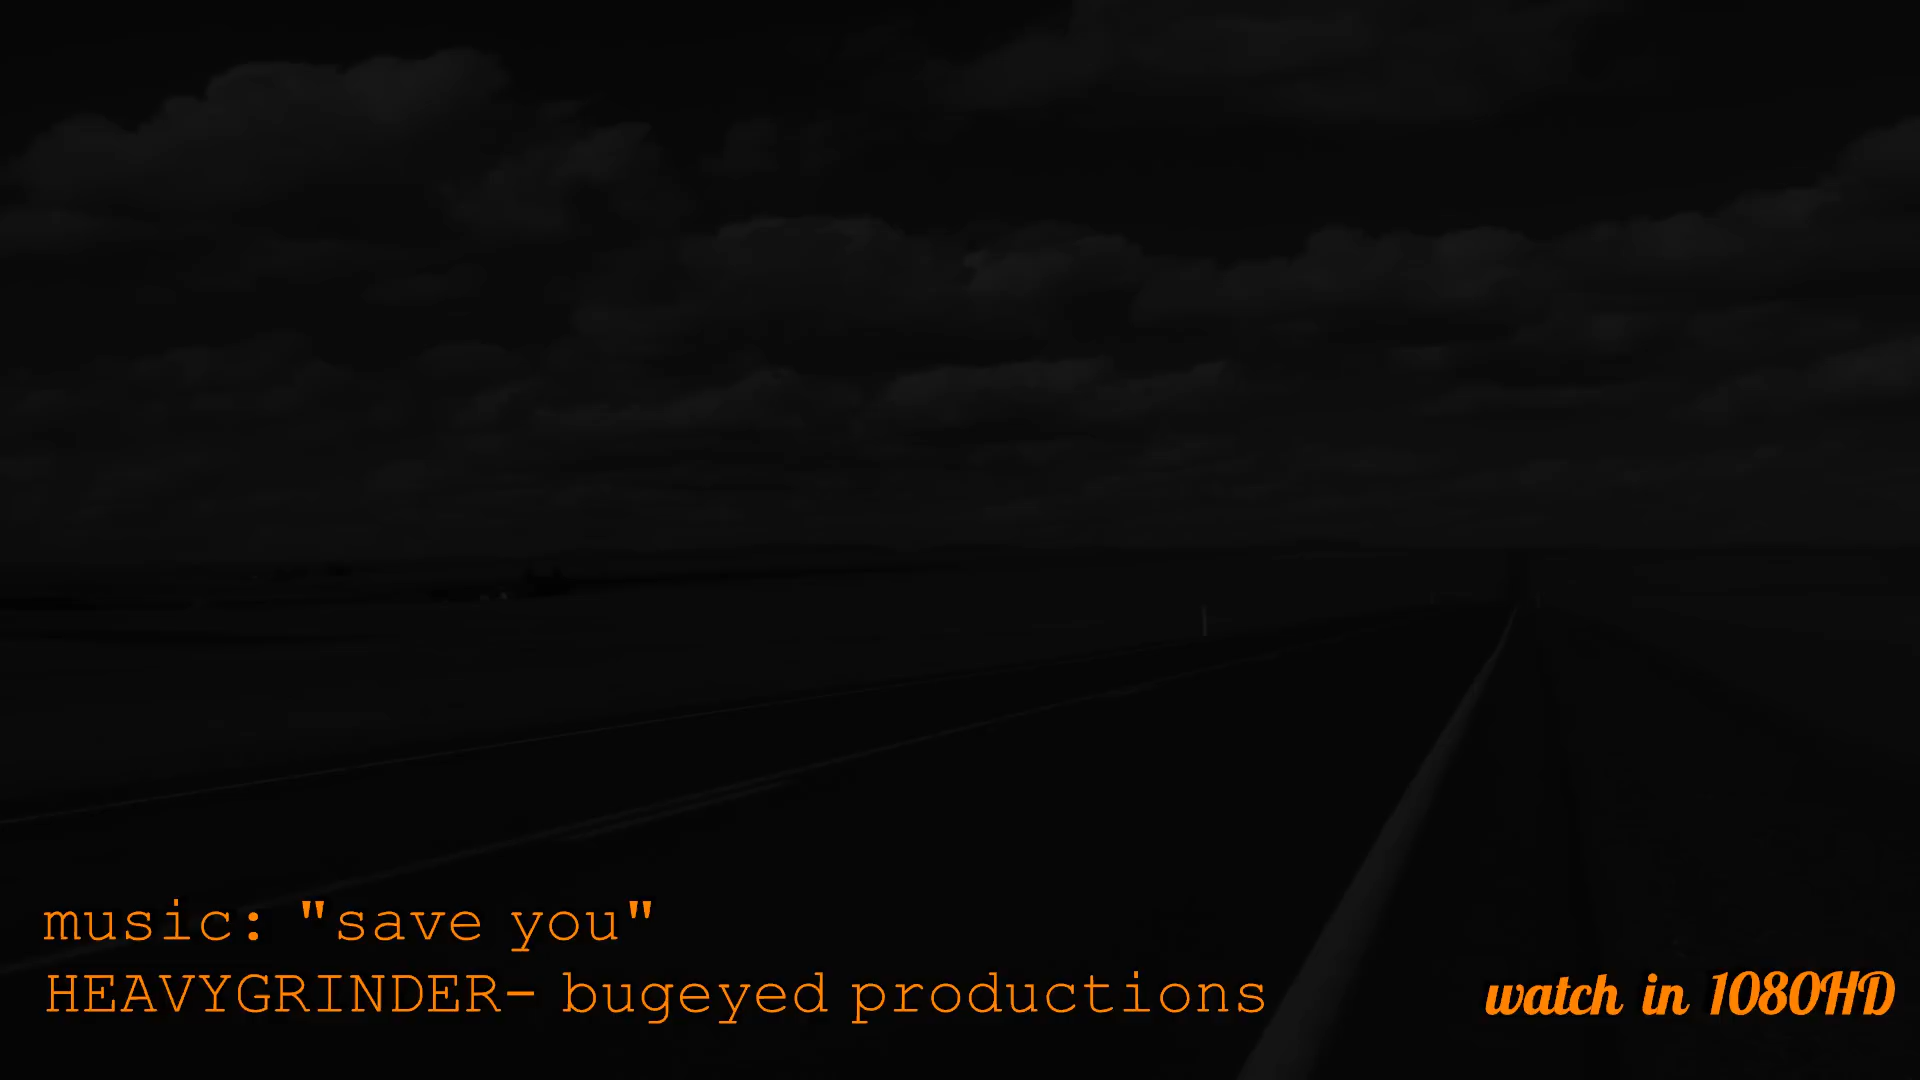 music: "save you"
HEAVYGRINDER- bugeyed productions
watch in 1080HD